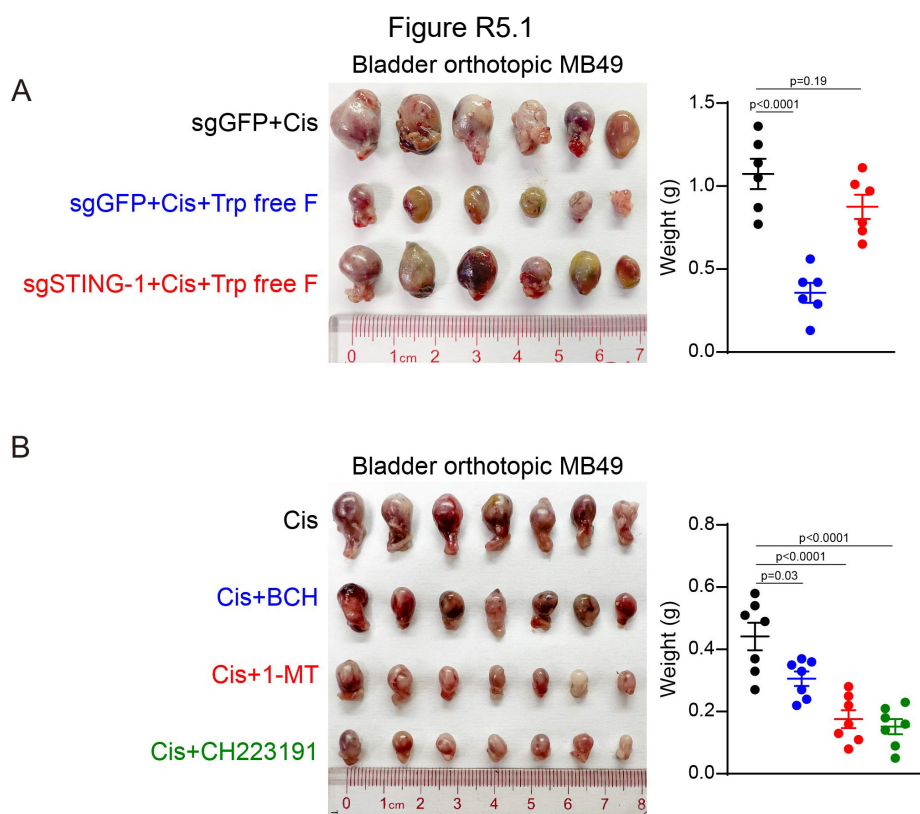 Figure R5.1
A
Bladder orthotopic MB49
sgGFP+Cis
sgGFP+Cis+Trp free F
sgSTING-1+Cis+Trp free F
0 1cm 2 3 4 5 6 7
p=0.19
p<0.0001
Weight (g)
1.5
1.0
0.5
0.0
B
Bladder orthotopic MB49
Cis
Cis+BCH
Cis+1-MT
Cis+CH223191
0 1cm 2 3 4 5 6 7 8
p<0.0001
p<0.0001
p=0.03
Weight (g)
0.8
0.6
0.4
0.2
0.0